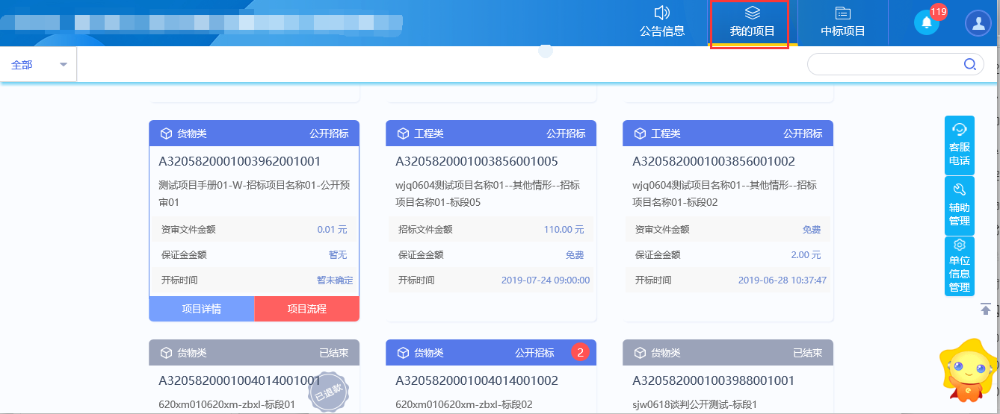 公告信息
我的项目
中标项目
119
全部
货物类 公开招标
A3205820001003962001001
测试项目手册01-W-招标项目名称01-公开预
审01
资审文件金额 0.01 元
保证金金额 暂无
开标时间 暂未确定
项目详情 项目流程
工程类 公开招标
A3205820001003856001005
wjq0604测试项目名称01--其他情形--招标
项目名称01-标段05
招标文件金额 110.00 元
保证金金额 免费
开标时间 2019-07-24 09:00:00
工程类 公开招标
A3205820001003856001002
wjq0604测试项目名称01--其他情形--招标
项目名称01-标段02
资审文件金额 免费
保证金金额 2.00 元
开标时间 2019-06-28 10:37:47
货物类 已结束
A3205820001004014001001
620xm010620xm-zbxl-标段01
已退款
货物类 公开招标 2
A3205820001004014001002
620xm010620xm-zbxl-标段02
货物类 已结束
A3205820001003988001001
sjw0618谈判公开测试-标段1
客服
电话
辅助
管理
单位
信息
管理